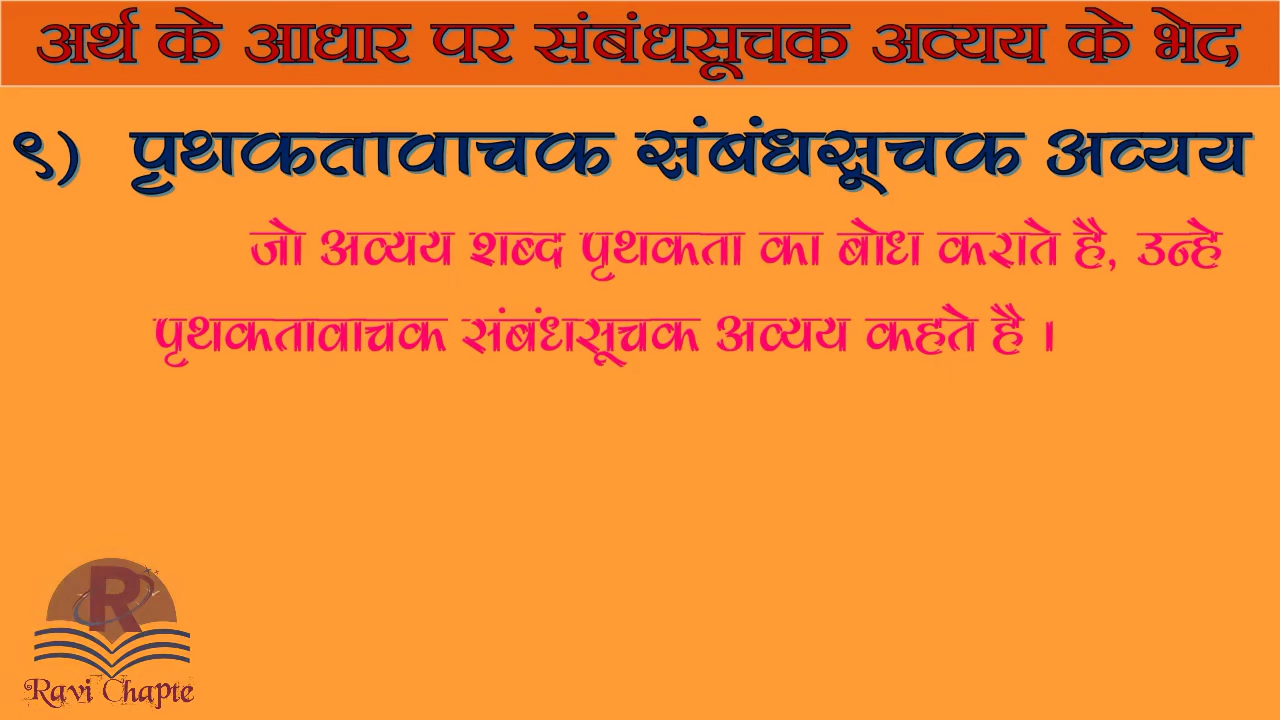 अर्थ के आधार पर संबंधसूचक अव्यय के भेद
९) पृथकतावाचक संबंधसूचक अव्यय
जो अव्यय शब्द पृथकता का बोध कराते है, उन्हे
पृथकतावाचक संबंधसूचक अव्यय कहते है ।
R
Ravi Chapte